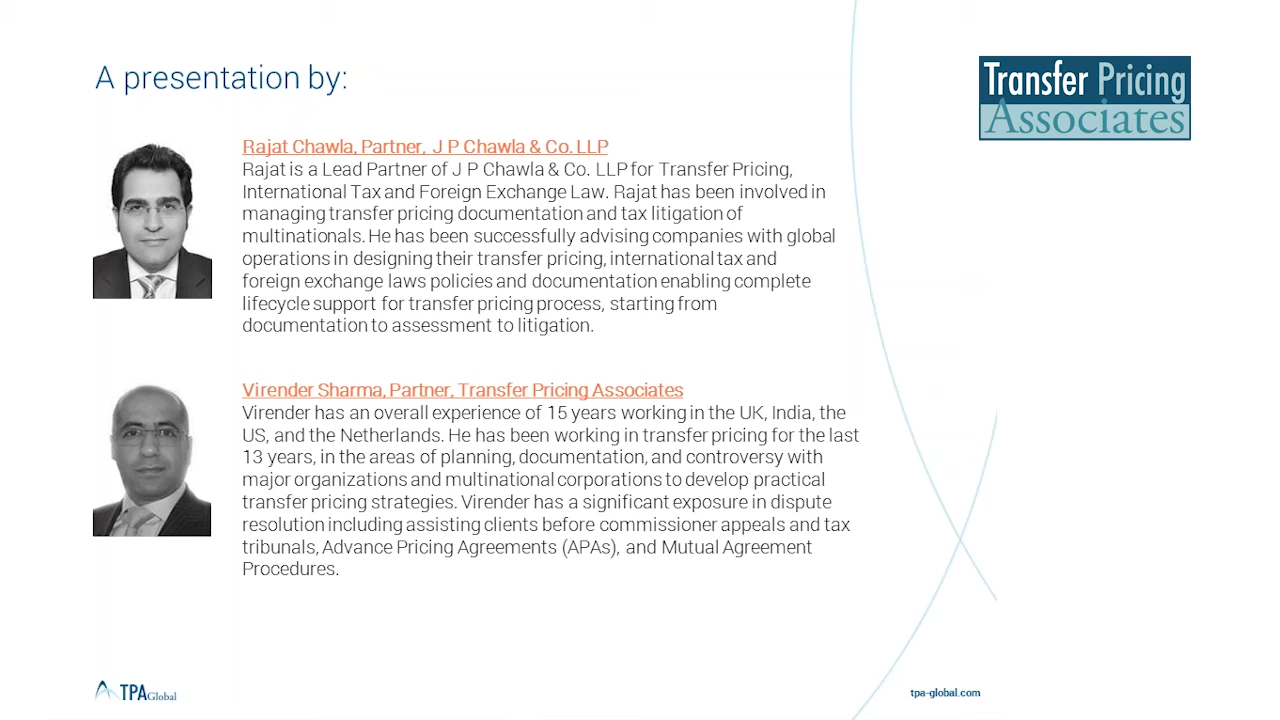 A presentation by:
Transfer Pricing
Associates
Rajat Chawla, Partner, J P Chawla & Co. LLP
Rajat is a Lead Partner of J P Chawla & Co. LLP for Transfer Pricing,
International Tax and Foreign Exchange Law. Rajat has been involved in
managing transfer pricing documentation and tax litigation of
multinationals. He has been successfully advising companies with global
operations in designing their transfer pricing, international tax and
foreign exchange laws policies and documentation enabling complete
lifecycle support for transfer pricing process, starting from
documentation to assessment to litigation.
Virender Sharma, Partner, Transfer Pricing Associates
Virender has an overall experience of 15 years working in the UK, India, the
US, and the Netherlands. He has been working in transfer pricing for the last
13 years, in the areas of planning, documentation, and controversy with
major organizations and multinational corporations to develop practical
transfer pricing strategies. Virender has a significant exposure in dispute
resolution including assisting clients before commissioner appeals and tax
tribunals, Advance Pricing Agreements (APAs), and Mutual Agreement
Procedures.
TPA Global
tpa-global.com